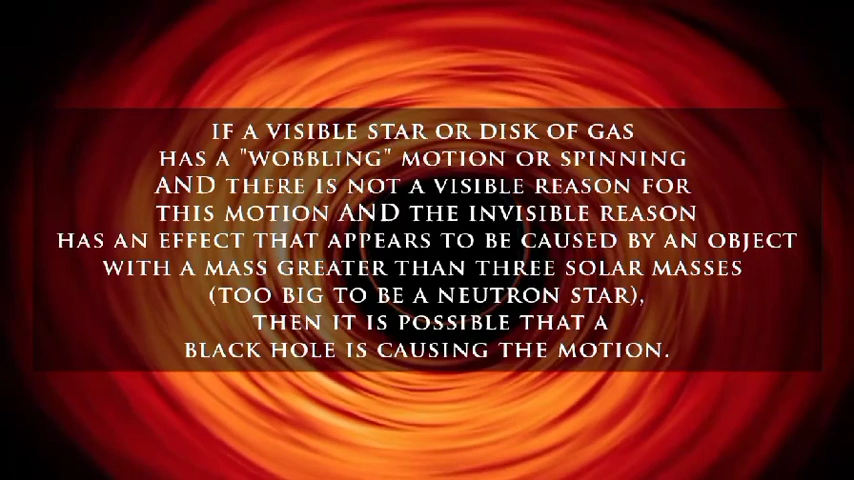 IF A VISIBLE STAR OR DISK OF GAS
HAS A "WOBBLING" MOTION OR SPINNING
AND THERE IS NOT A VISIBLE REASON FOR
THIS MOTION AND THE INVISIBLE REASON
HAS AN EFFECT THAT APPEARS TO BE CAUSED BY AN OBJECT
WITH A MASS GREATER THAN THREE SOLAR MASSES
(TOO BIG TO BE A NEUTRON STAR),
THEN IT IS POSSIBLE THAT A
BLACK HOLE IS CAUSING THE MOTION.